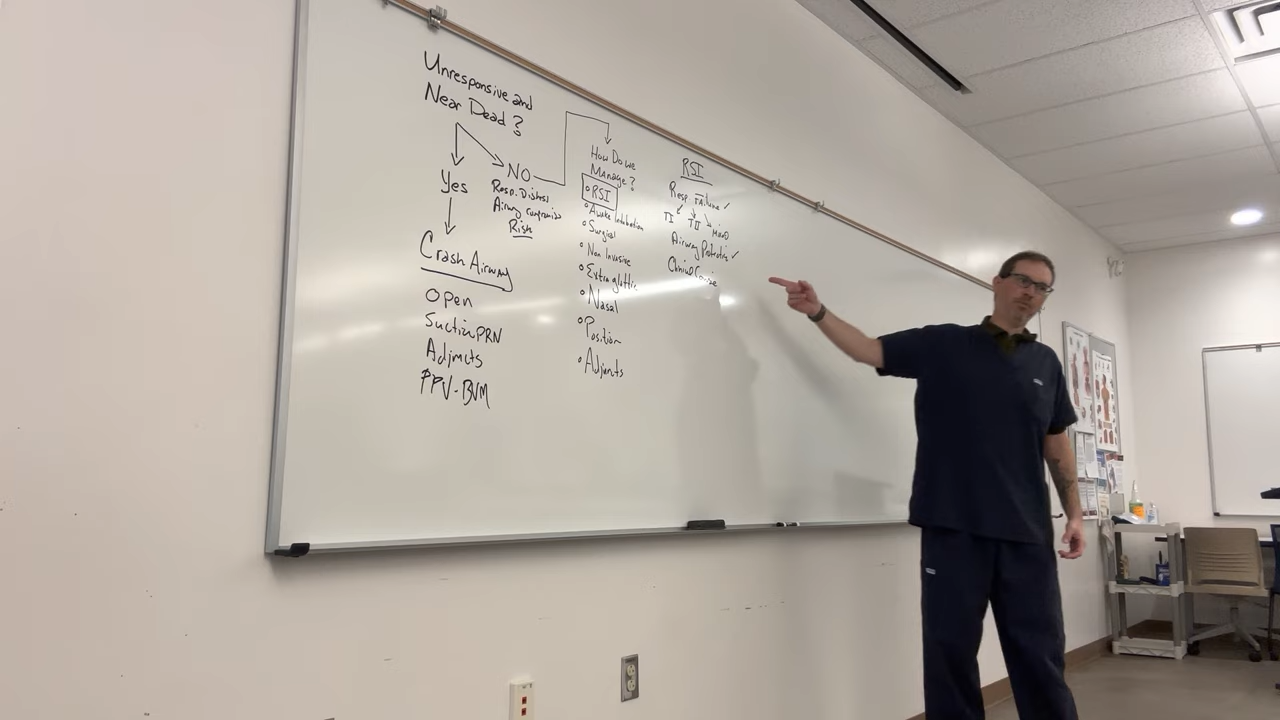 Unresponsive and
Near Dead?
Yes
Crash Airway
Open
Suction PRN
Adjncts
PPV-BVM
NO
Resp. Distress
Airway compromise
Risk
How Do we
MAnage?
RSI
Awake Intubation
Surgical
Non Invasive
Extraglottic
Nasal
Position
Adjuncts
RSI
Resp. Failure ✓
TI TII
Airway Protectis ✓
Clinical Course